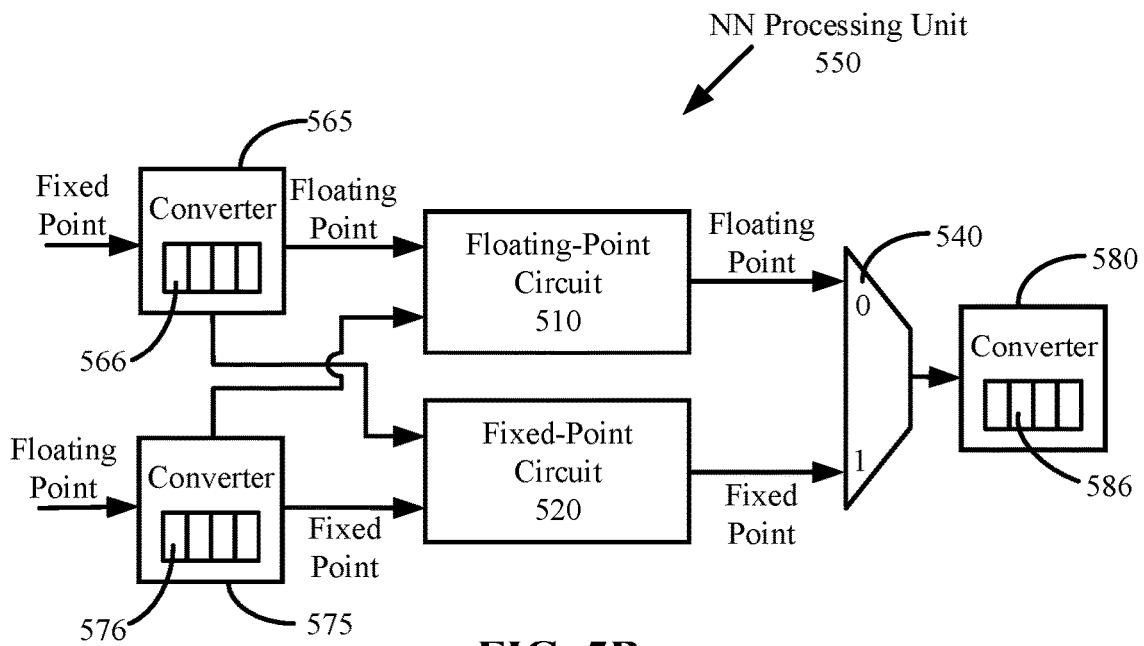 NN Processing Unit
550
565
Fixed
Point
Converter
566
Floating
Point
Floating-Point
Circuit
510
Floating
Point
540
0
580
Converter
586
Floating
Point
Converter
576
575
Fixed
Point
Fixed-Point
Circuit
520
Fixed
Point
1